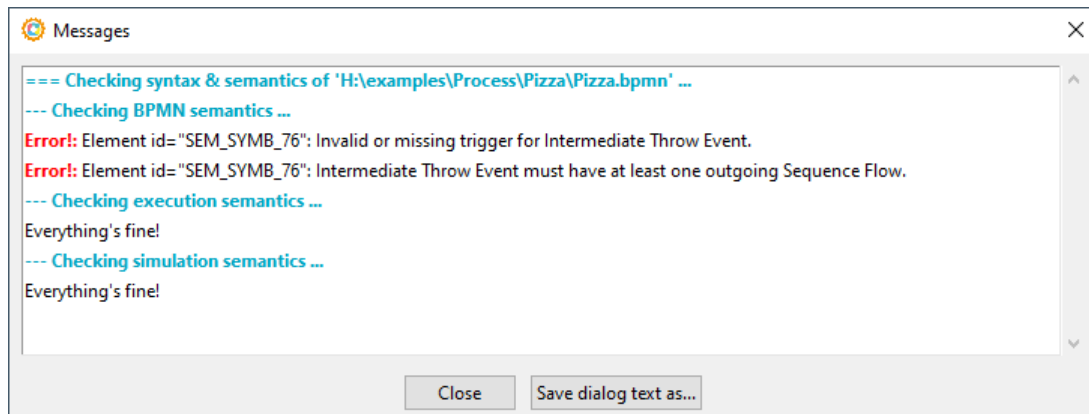 Messages
=== Checking syntax & semantics of 'H:\examples\Process\Pizza\Pizza.bpmn' ...
--- Checking BPMN semantics ...
Error!: Element id="SEM_SYMB_76": Invalid or missing trigger for Intermediate Throw Event.
Error!: Element id="SEM_SYMB_76": Intermediate Throw Event must have at least one outgoing Sequence Flow.
--- Checking execution semantics ...
Everything's fine!
--- Checking simulation semantics ...
Everything's fine!
Close
Save dialog text as...